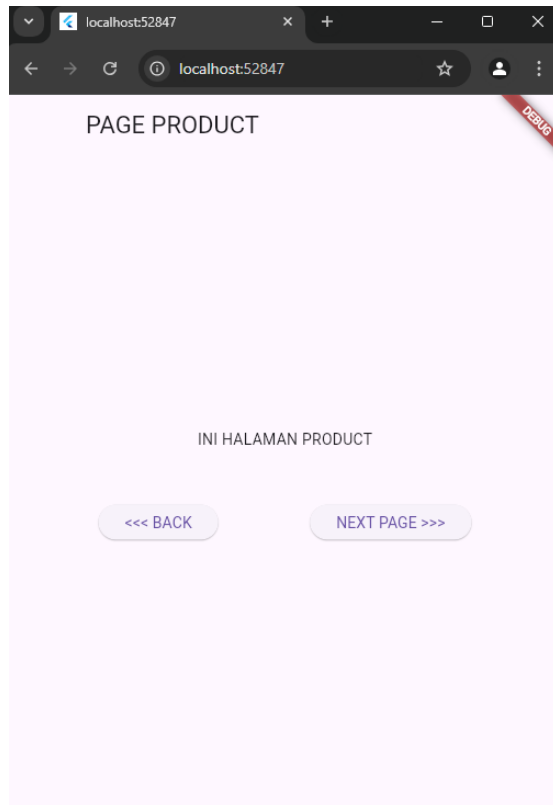 localhost:52847
localhost:52847
DEBUG
PAGE PRODUCT
INI HALAMAN PRODUCT
<<< BACK
NEXT PAGE >>>